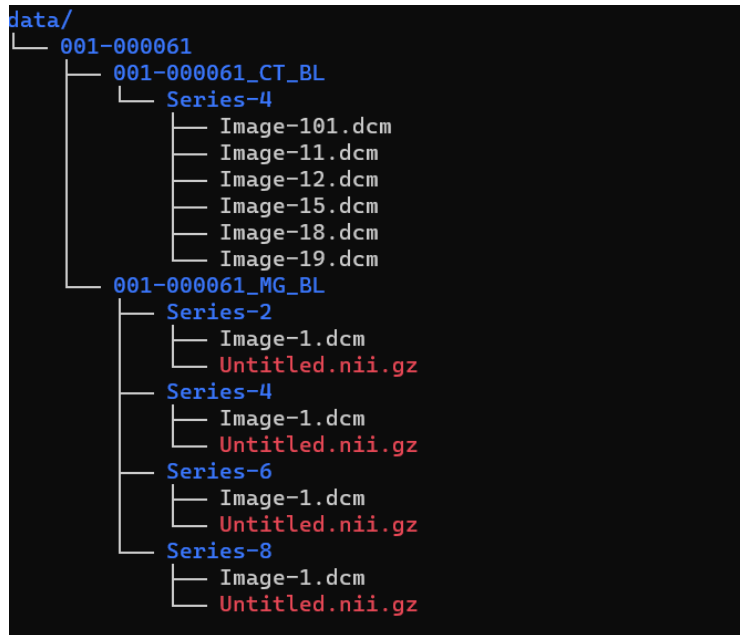 data/
└── 001-000061
    ├── 001-000061_CT_BL
    │   └── Series-4
    │       ├── Image-101.dcm
    │       ├── Image-11.dcm
    │       ├── Image-12.dcm
    │       ├── Image-15.dcm
    │       ├── Image-18.dcm
    │       └── Image-19.dcm
    └── 001-000061_MG_BL
        ├── Series-2
        │   ├── Image-1.dcm
        │   └── Untitled.nii.gz
        ├── Series-4
        │   ├── Image-1.dcm
        │   └── Untitled.nii.gz
        ├── Series-6
        │   ├── Image-1.dcm
        │   └── Untitled.nii.gz
        └── Series-8
            ├── Image-1.dcm
            └── Untitled.nii.gz